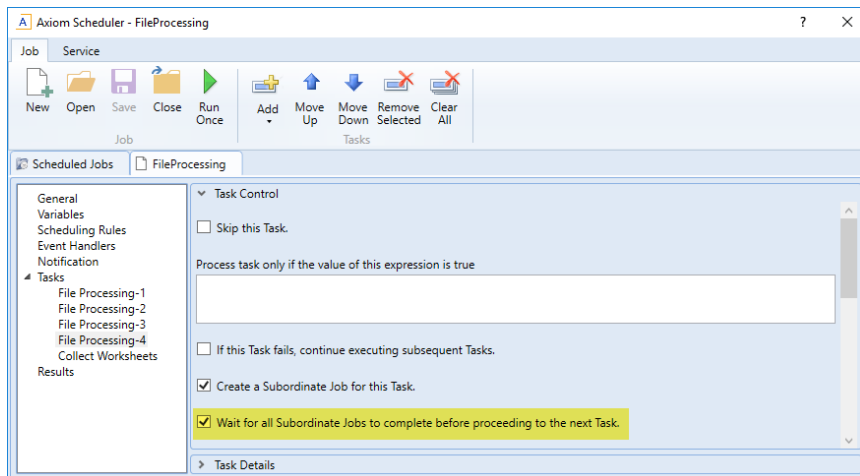 Axiom Scheduler - FileProcessing
Job Service
New Open Save Close Run Once Add Move Up Move Down Remove Selected Clear All
Job Tasks
Scheduled Jobs FileProcessing
General
Variables
Scheduling Rules
Event Handlers
Notification
Tasks
File Processing-1
File Processing-2
File Processing-3
File Processing-4
Collect Worksheets
Results
Task Control
Skip this Task.
Process task only if the value of this expression is true
If this Task fails, continue executing subsequent Tasks.
Create a Subordinate Job for this Task.
Wait for all Subordinate Jobs to complete before proceeding to the next Task.
Task Details